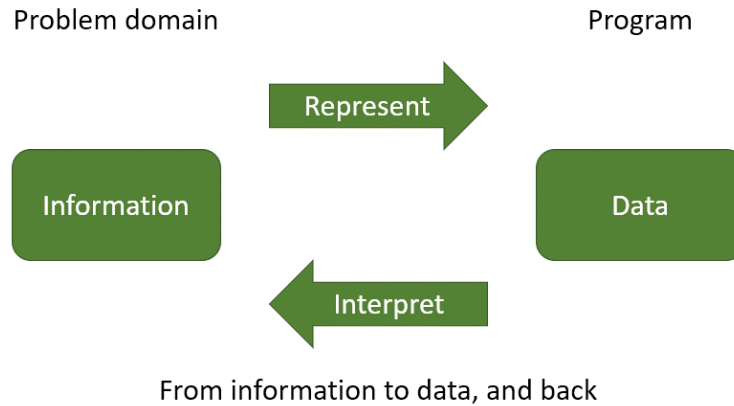 Problem domain
Program
Represent
Information
Data
Interpret
From information to data, and back